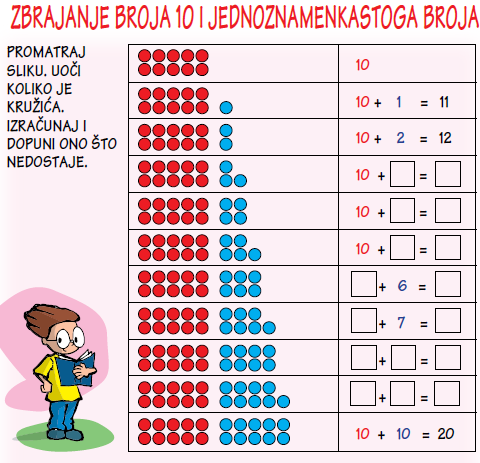 ZBRAJANJE BROJA 10 I JEDNOZNAMENKASTOGA BROJA
PROMATRAJ
SLIKU. UOČI
KOLIKO JE
KRUŽIĆA.
IZRAČUNAJ I
DOPUNI ONO ŠTO
NEDOSTAJE.
10
10 + 1 = 11
10 + 2 = 12
10 + =
10 + =
10 + =
+ 6 =
+ 7 =
+ =
+ =
10 + 10 = 20